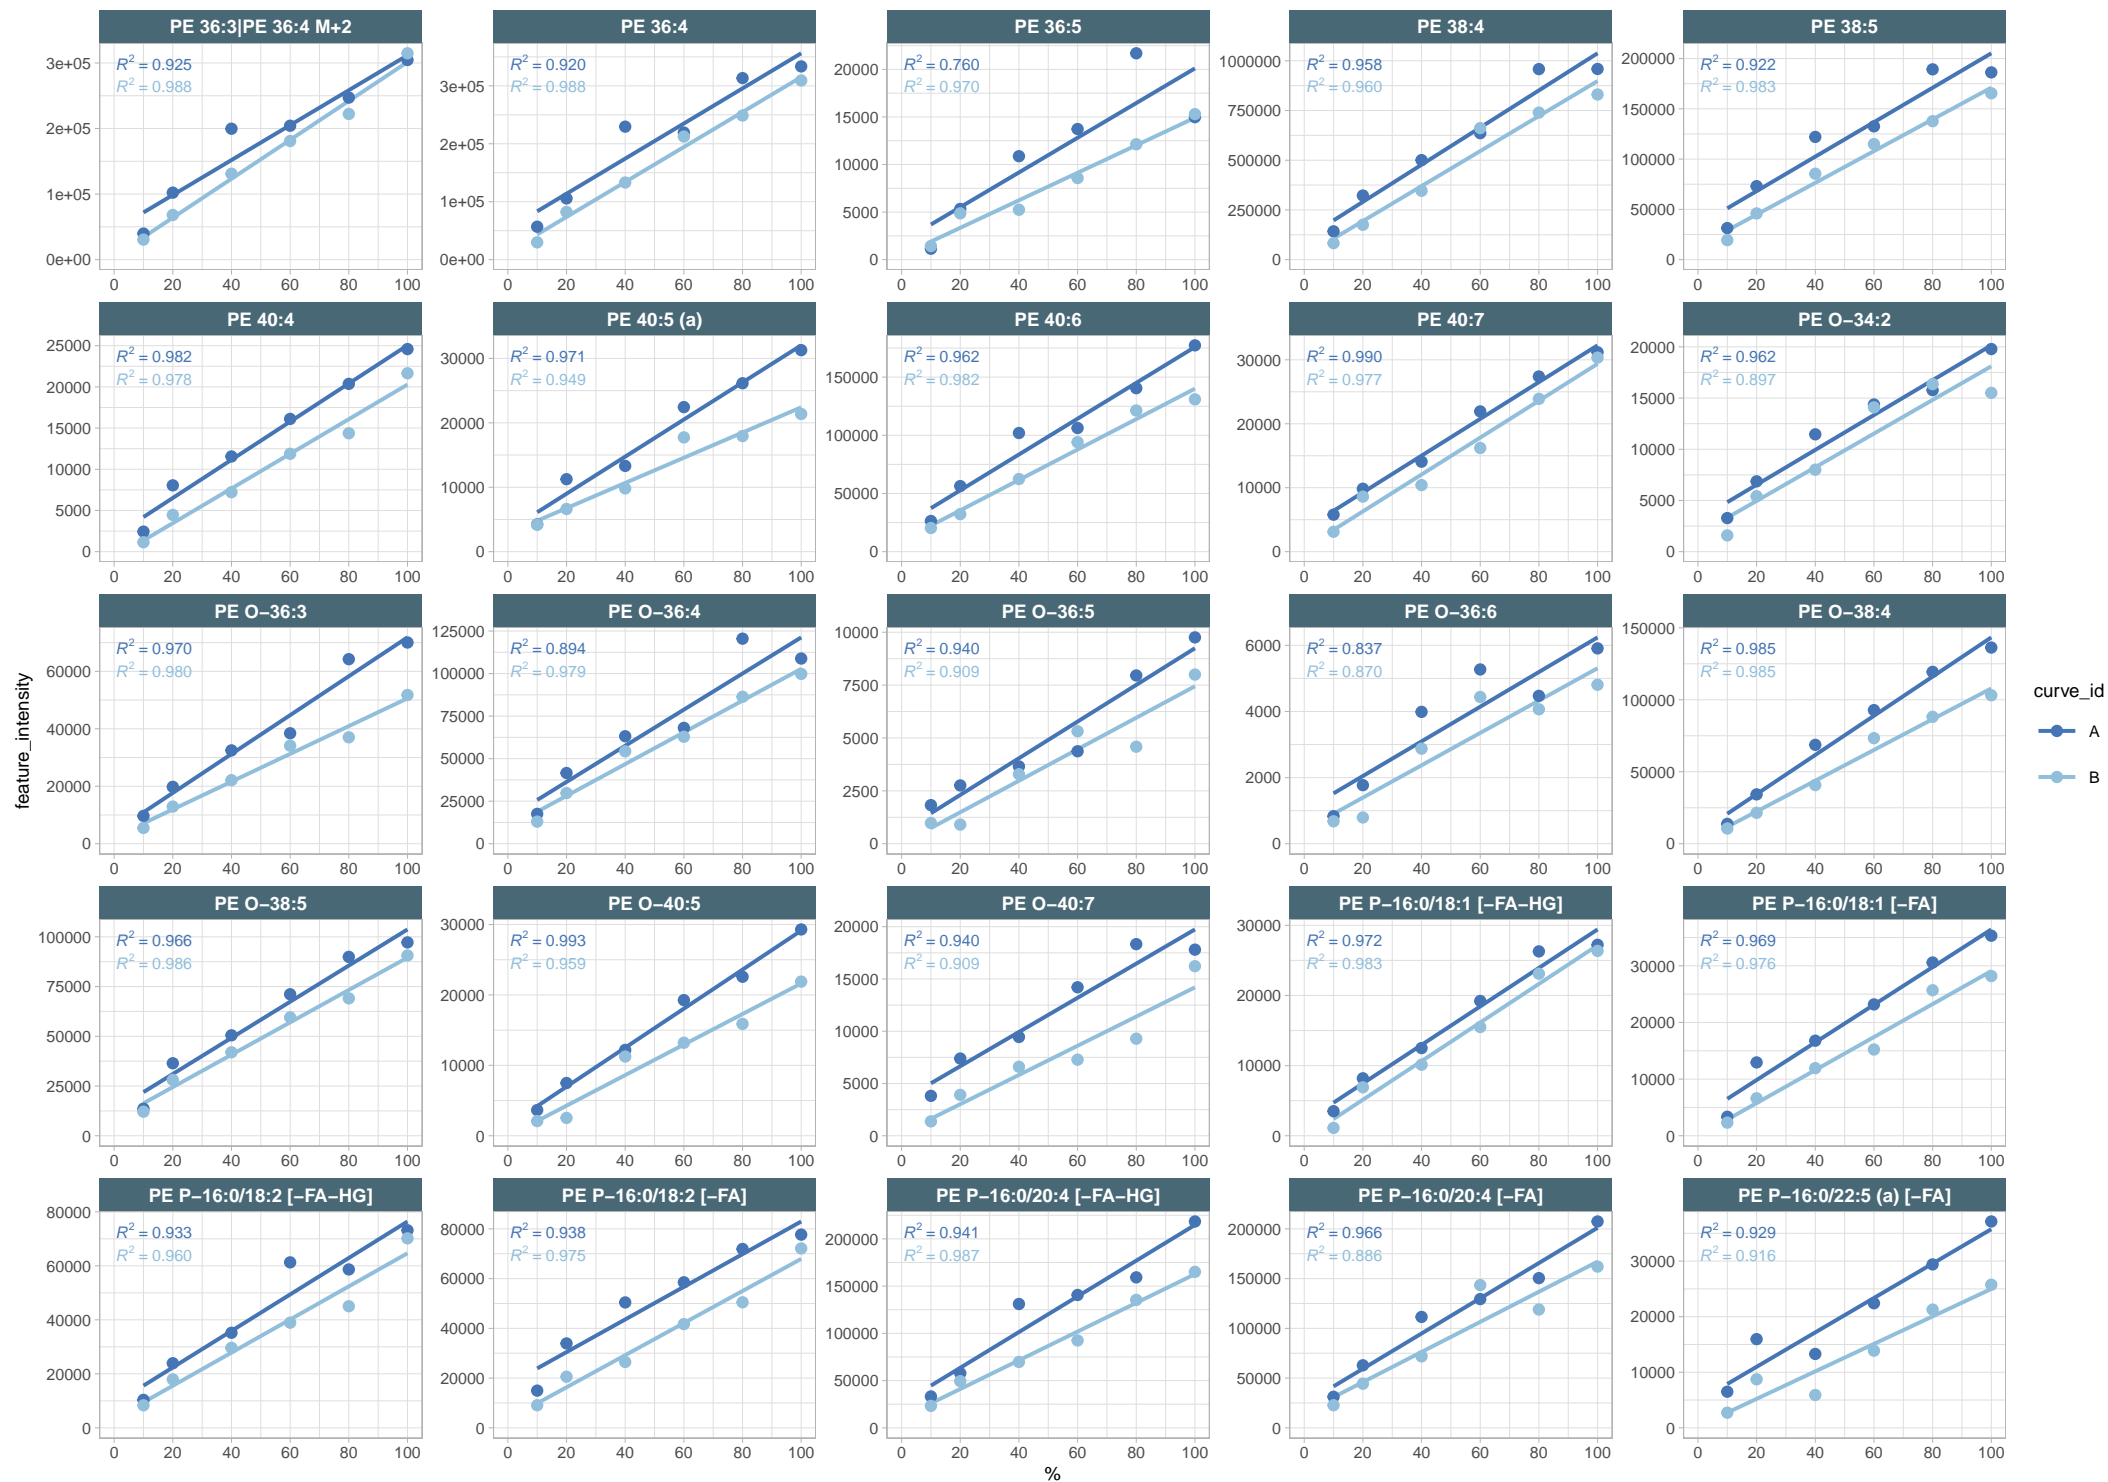 PE 36:3|PE 36:4 M+2
R² = 0.925
R² = 0.988
3e+05
2e+05
1e+05
0e+00
0 20 40 60 80 100
PE 36:4
R² = 0.920
R² = 0.988
3e+05
2e+05
1e+05
0e+00
0 20 40 60 80 100
PE 36:5
R² = 0.760
R² = 0.970
20000
15000
10000
5000
0
0 20 40 60 80 100
PE 38:4
R² = 0.958
R² = 0.960
1000000
750000
500000
250000
0
0 20 40 60 80 100
PE 38:5
R² = 0.922
R² = 0.983
200000
150000
100000
50000
0
0 20 40 60 80 100
PE 40:4
R² = 0.982
R² = 0.978
25000
20000
15000
10000
5000
0
0 20 40 60 80 100
PE 40:5 (a)
R² = 0.971
R² = 0.949
30000
20000
10000
0
0 20 40 60 80 100
PE 40:6
R² = 0.962
R² = 0.982
150000
100000
50000
0
0 20 40 60 80 100
PE 40:7
R² = 0.990
R² = 0.977
30000
20000
10000
0
0 20 40 60 80 100
PE O−34:2
R² = 0.962
R² = 0.897
20000
15000
10000
5000
0
0 20 40 60 80 100
PE O−36:3
R² = 0.970
R² = 0.980
60000
40000
20000
0
0 20 40 60 80 100
PE O−36:4
R² = 0.894
R² = 0.979
125000
100000
75000
50000
25000
0
0 20 40 60 80 100
PE O−36:5
R² = 0.940
R² = 0.909
10000
7500
5000
2500
0
0 20 40 60 80 100
PE O−36:6
R² = 0.837
R² = 0.870
6000
4000
2000
0
0 20 40 60 80 100
PE O−38:4
R² = 0.985
R² = 0.985
150000
100000
50000
0
0 20 40 60 80 100
PE O−38:5
R² = 0.966
R² = 0.986
100000
75000
50000
25000
0
0 20 40 60 80 100
PE O−40:5
R² = 0.993
R² = 0.959
30000
20000
10000
0
0 20 40 60 80 100
PE O−40:7
R² = 0.940
R² = 0.909
20000
15000
10000
5000
0
0 20 40 60 80 100
PE P−16:0/18:1 [−FA−HG]
R² = 0.972
R² = 0.983
30000
20000
10000
0
0 20 40 60 80 100
PE P−16:0/18:1 [−FA]
R² = 0.969
R² = 0.976
30000
20000
10000
0
0 20 40 60 80 100
PE P−16:0/18:2 [−FA−HG]
R² = 0.933
R² = 0.960
80000
60000
40000
20000
0
0 20 40 60 80 100
PE P−16:0/18:2 [−FA]
R² = 0.938
R² = 0.975
80000
60000
40000
20000
0
0 20 40 60 80 100
PE P−16:0/20:4 [−FA−HG]
R² = 0.941
R² = 0.987
200000
150000
100000
50000
0
0 20 40 60 80 100
PE P−16:0/20:4 [−FA]
R² = 0.966
R² = 0.886
200000
150000
100000
50000
0
0 20 40 60 80 100
PE P−16:0/22:5 (a) [−FA]
R² = 0.929
R² = 0.916
30000
20000
10000
0
0 20 40 60 80 100
feature_intensity
%
curve_id
A
B